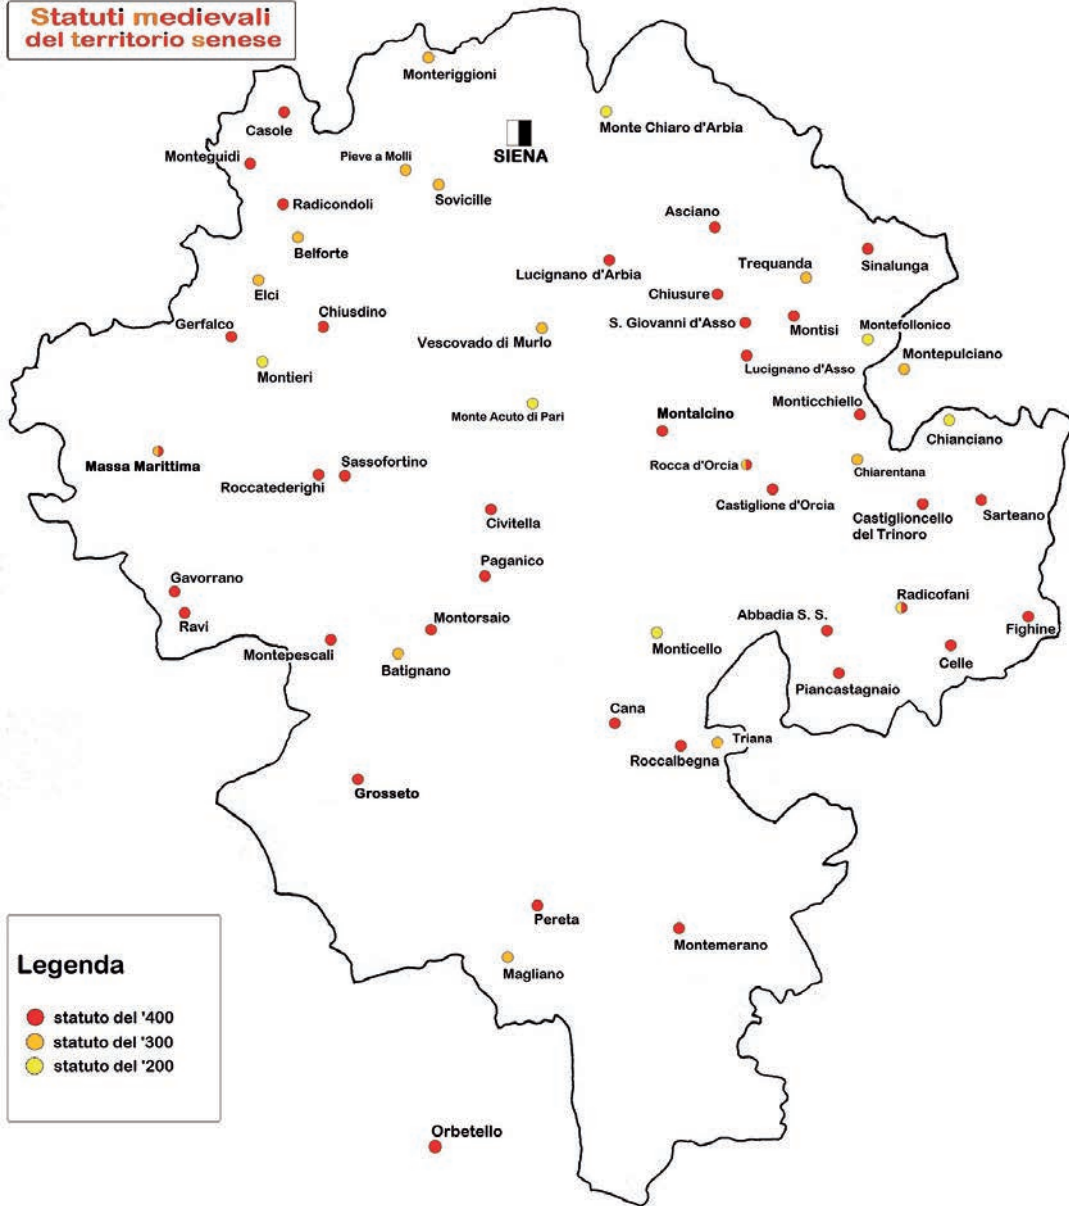 Statuti medievali
del territorio senese
Monteriggioni
Casole
Monte Chiaro d'Arbia
SIENA
Monteguidi
Pieve a Molli
Sovicille
Radicondoli
Asciano
Belforte
Lucignano d'Arbia
Trequanda
Sinalunga
Elci
Chiusure
Gerfalco
Chiusdino
S. Giovanni d'Asso
Montisi
Montefollonico
Vescovado di Murlo
Montepulciano
Montieri
Lucignano d'Asso
Monte Acuto di Pari
Montalcino
Monticchiello
Chianciano
Massa Marittima
Sassofortino
Rocca d'Orcia
Chiarentana
Roccatederighi
Castiglione d'Orcia
Castiglioncello
del Trinoro
Sarteano
Civitella
Paganico
Gavorrano
Radicofani
Ravi
Montorsaio
Abbadia S. S.
Fighine
Montepescali
Batignano
Monticello
Celle
Piancastagnaio
Cana
Triana
Roccalbegna
Grosseto
Pereta
Montemerano
Magliano
Legenda
statuto del '400
statuto del '300
statuto del '200
Orbetello